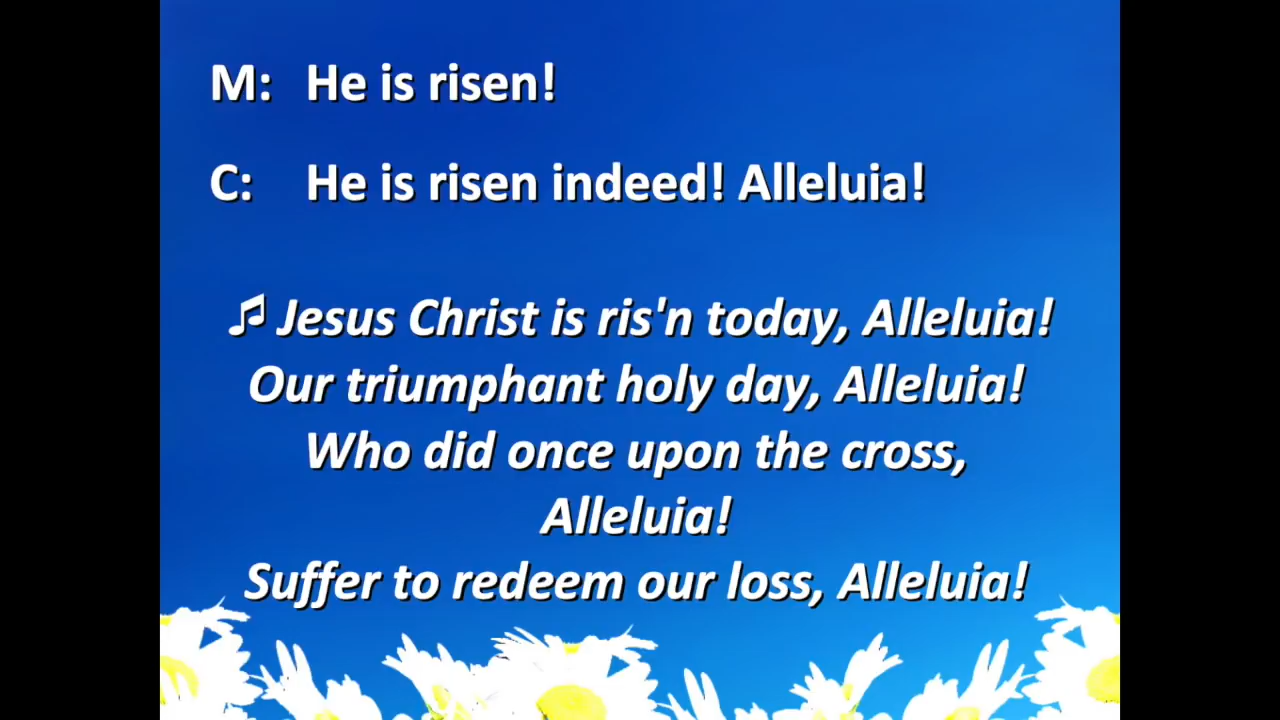 M: He is risen!
C: He is risen indeed! Alleluia!
♫ Jesus Christ is ris'n today, Alleluia!
Our triumphant holy day, Alleluia!
Who did once upon the cross,
Alleluia!
Suffer to redeem our loss, Alleluia!